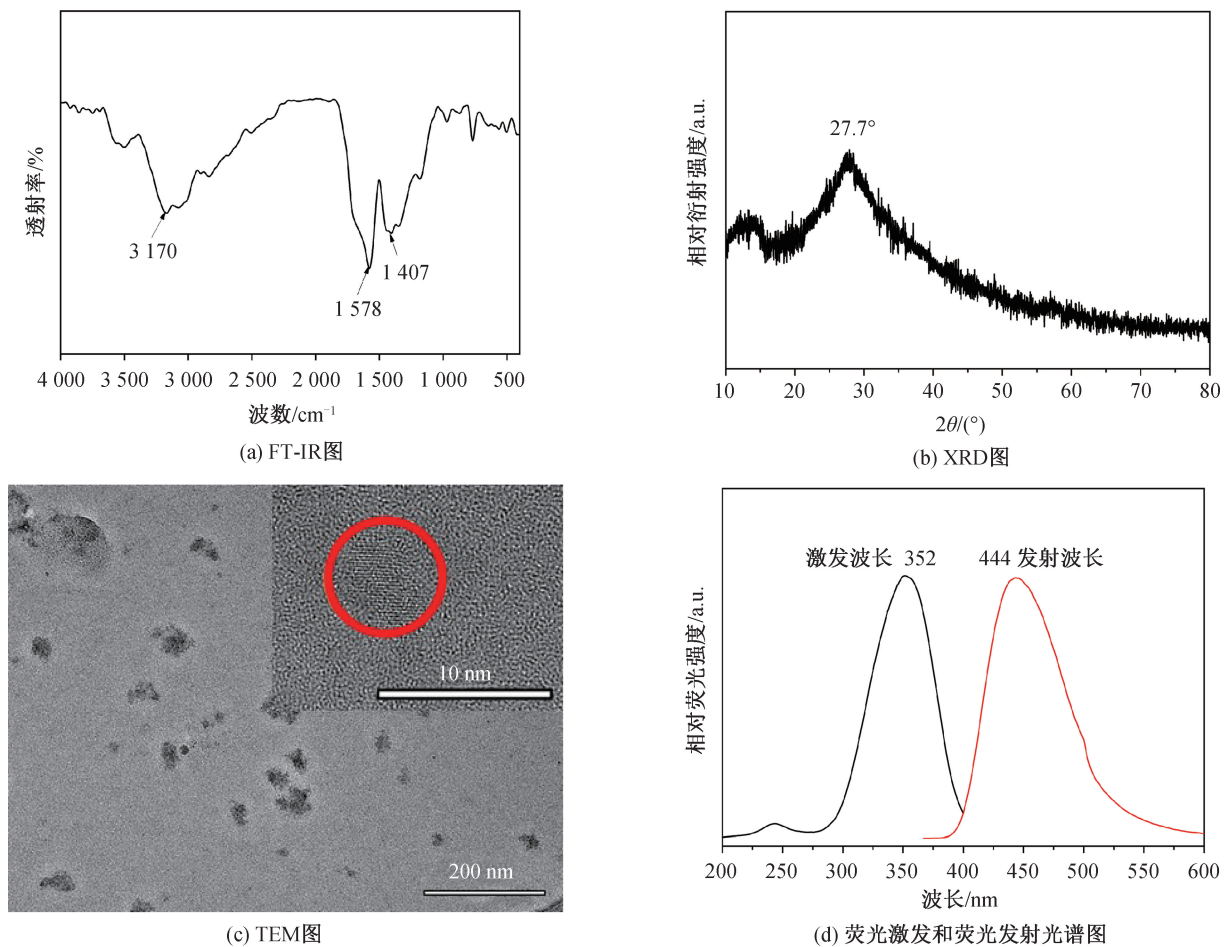 透射率/%
3 170
1 578
1 407
4 000 3 500 3 000 2 500 2 000 1 500 1 000 500
波数/cm⁻¹
(a) FT-IR图
相对衍射强度/a.u.
27.7°
10 20 30 40 50 60 70 80
2θ/(°)
(b) XRD图
10 nm
200 nm
(c) TEM图
相对荧光强度/a.u.
激发波长 352
444 发射波长
200 250 300 350 400 450 500 550 600
波长/nm
(d) 荧光激发和荧光发射光谱图